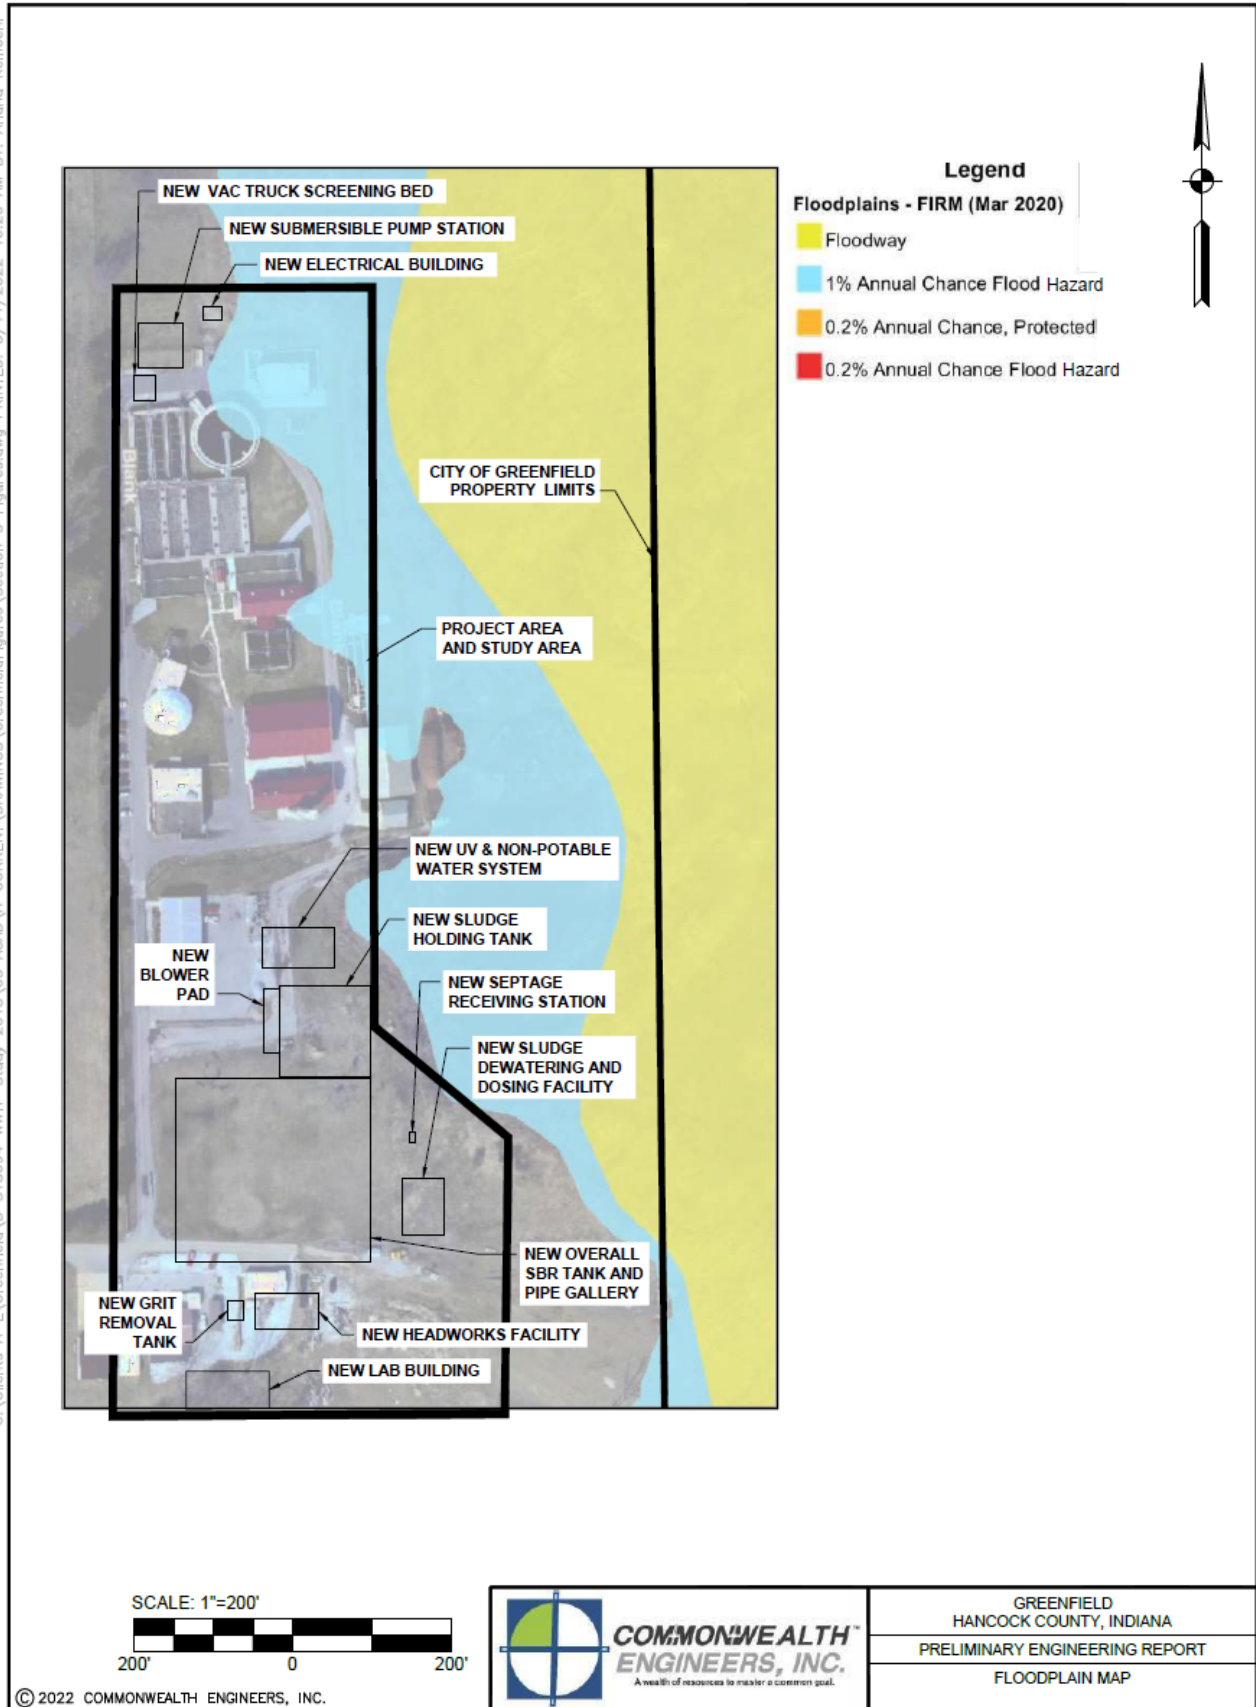 Legend
Floodplains - FIRM (Mar 2020)
Floodway
1% Annual Chance Flood Hazard
0.2% Annual Chance, Protected
0.2% Annual Chance Flood Hazard
NEW VAC TRUCK SCREENING BED
NEW SUBMERSIBLE PUMP STATION
NEW ELECTRICAL BUILDING
Blank
CITY OF GREENFIELD
PROPERTY LIMITS
PROJECT AREA
AND STUDY AREA
NEW UV & NON-POTABLE
WATER SYSTEM
NEW SLUDGE
HOLDING TANK
NEW
BLOWER
PAD
NEW SEPTAGE
RECEIVING STATION
NEW SLUDGE
DEWATERING AND
DOSING FACILITY
NEW OVERALL
SBR TANK AND
PIPE GALLERY
NEW GRIT
REMOVAL
TANK
NEW HEADWORKS FACILITY
NEW LAB BUILDING
SCALE: 1"=200'
200'
0
200'
© 2022 COMMONWEALTH ENGINEERS, INC.
COMMONWEALTH™
ENGINEERS, INC.
A wealth of resources to master a common goal.
GREENFIELD
HANCOCK COUNTY, INDIANA
PRELIMINARY ENGINEERING REPORT
FLOODPLAIN MAP